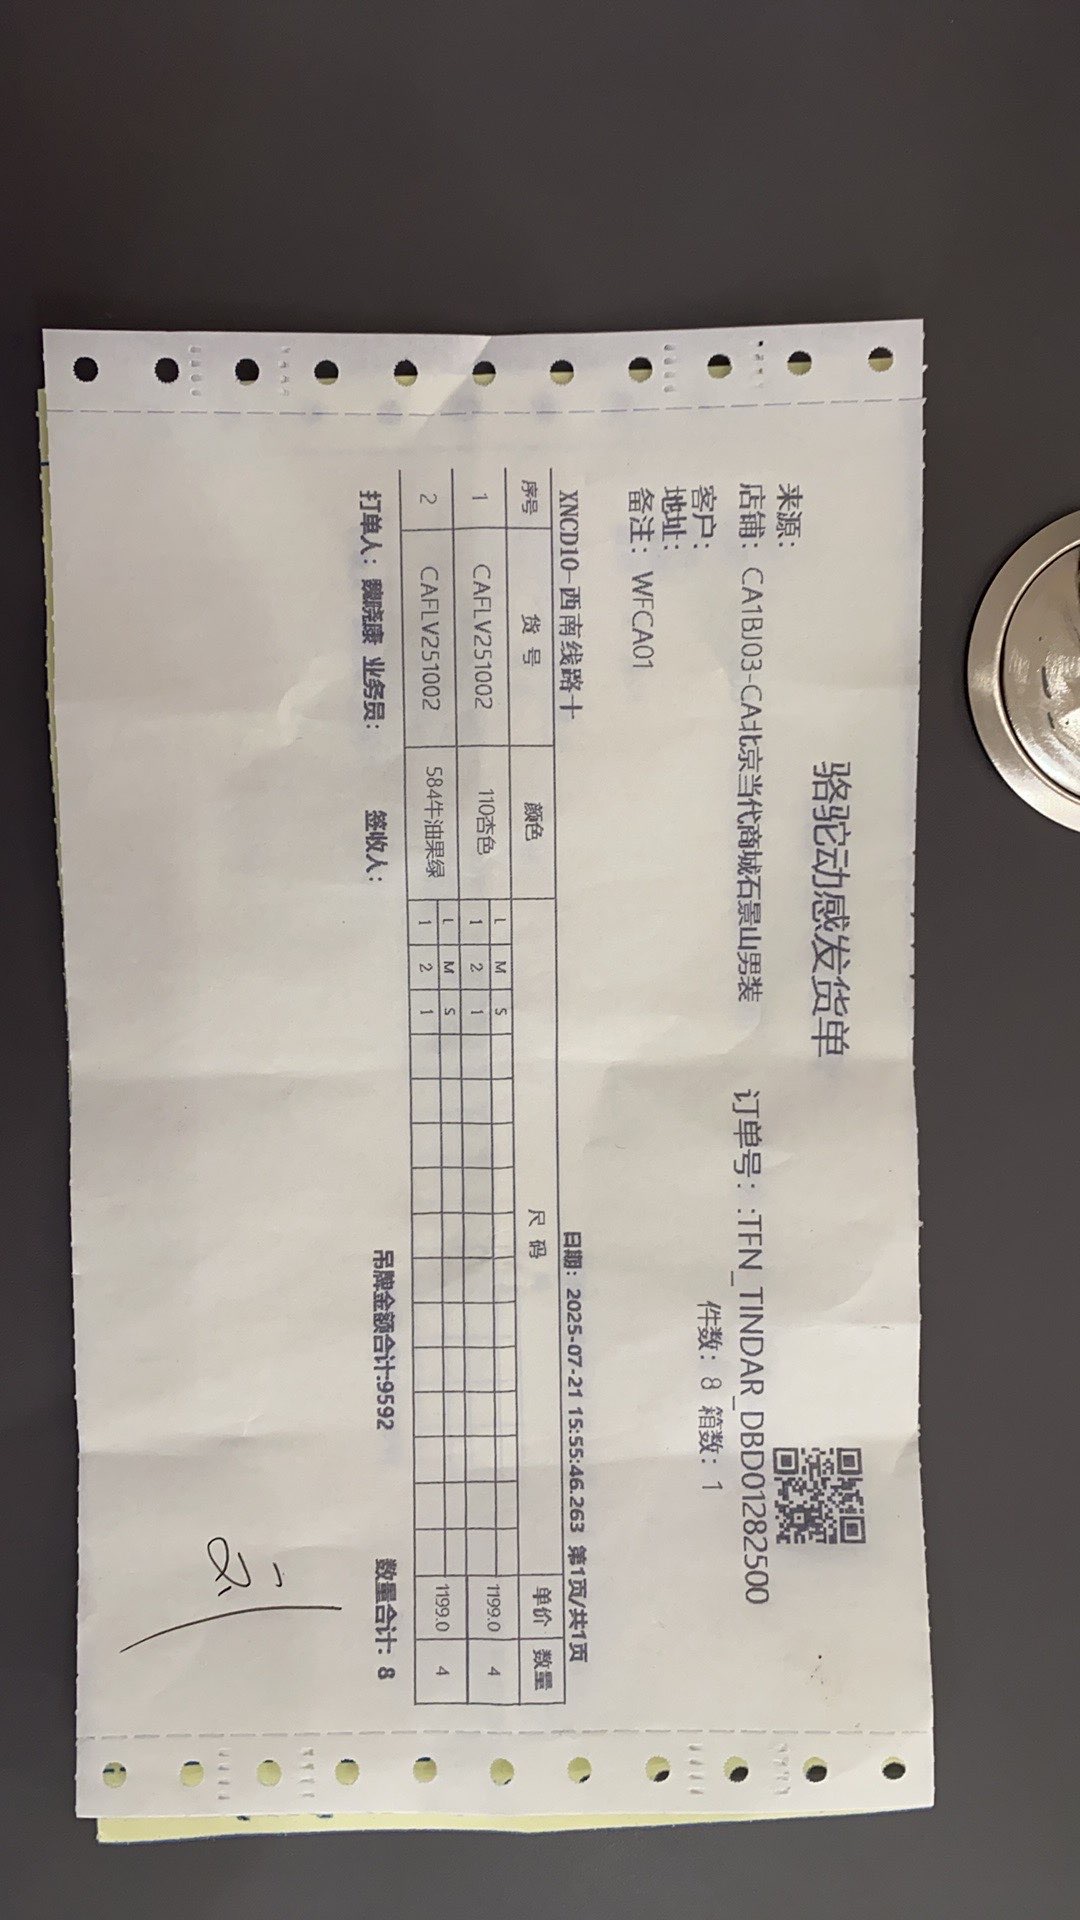 骆驼动感发货单
来源：
店铺：CA1BJ03-CA北京当代商城石景山男装 订单号：:TFN_TINDAR_DBD01282500
客户： 件数：8 箱数：1
地址：
备注：WFCA01
XNCD10-西南线路十 日期：2025-07-21 15:55:46.263 第1页/共1页
序号 货号 颜色 尺码 单价 数量
L M S
1 CAFLV251002 110杏色 1 2 1 1199.0 4
L M S
2 CAFLV251002 584牛油果绿 1 2 1 1199.0 4
打单人：魏晓康 业务员： 签收人： 吊牌金额合计:9592 数量合计：8